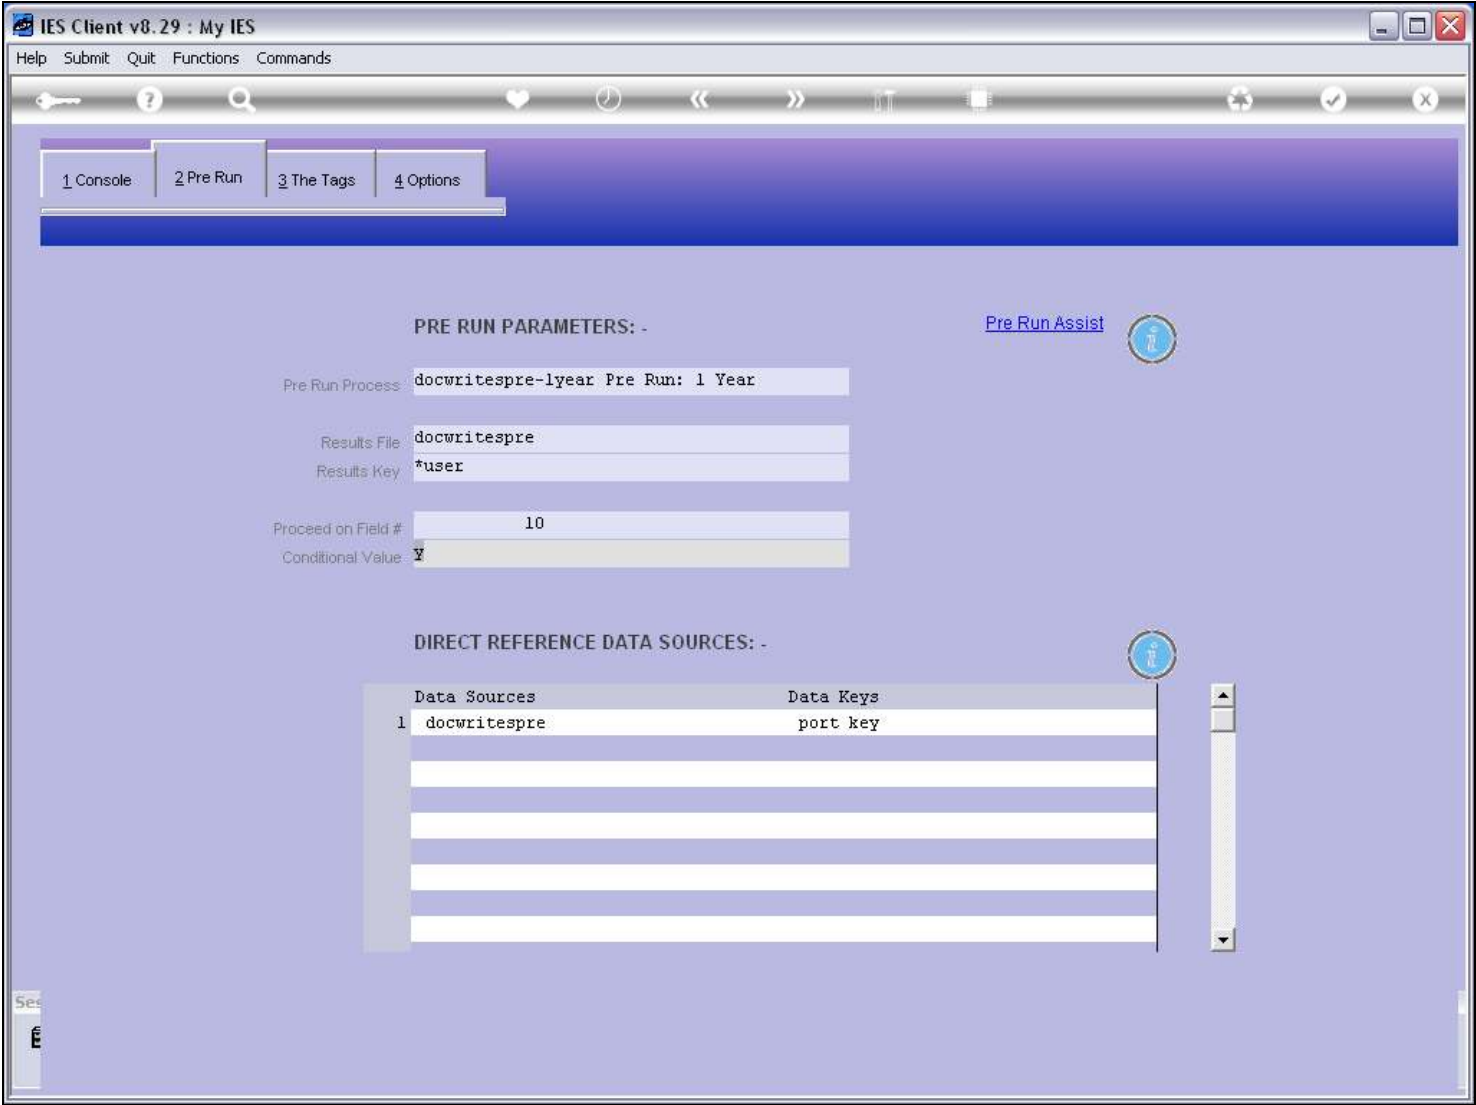 IES Client v8.29 : My IES
Help Submit Quit Functions Commands
1 Console 2 Pre Run 3 The Tags 4 Options
PRE RUN PARAMETERS: - Pre Run Assist
Pre Run Process docwritespre-1year Pre Run: 1 Year
Results File docwritespre
Results Key *user
Proceed on Field # 10
Conditional Value Y
DIRECT REFERENCE DATA SOURCES: -
Data Sources Data Keys
1 docwritespre port key
Ses